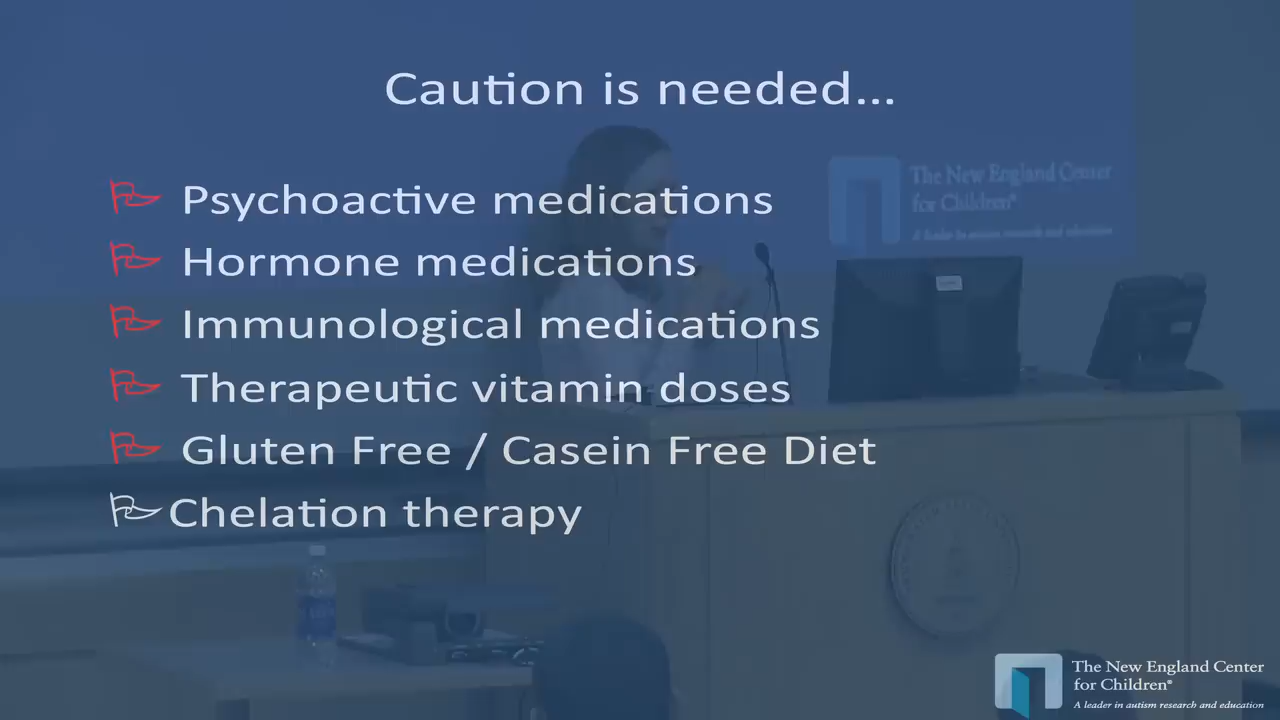 Caution is needed...
Psychoactive medications
Hormone medications
Immunological medications
Therapeutic vitamin doses
Gluten Free / Casein Free Diet
Chelation therapy
The New England Center
for Children®
A leader in autism research and education
The New England Center
for Children®
A leader in autism research and education